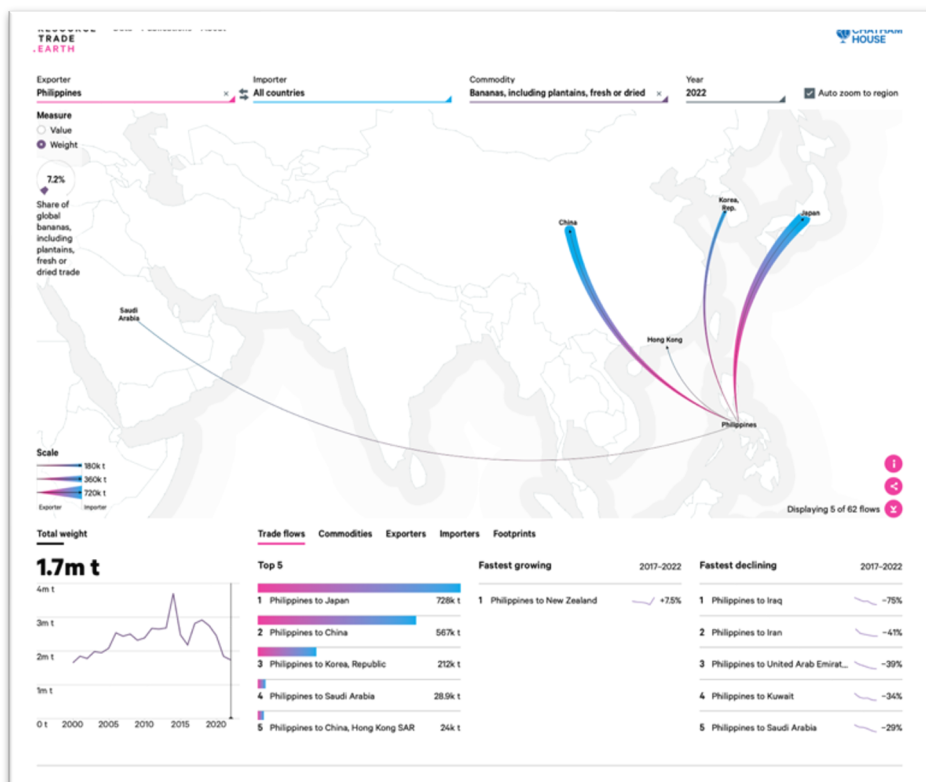 TRADE
.EARTH
HOUSE
Exporter
Philippines ×
Importer
All countries
Commodity
Bananas, including plantains, fresh or dried ×
Year
2022
Auto zoom to region
Measure
Value
Weight
7.2%
Share of
global
bananas,
including
plantains,
fresh or
dried trade
China
Korea,
Rep.
Japan
Saudi
Arabia
Hong Kong
Philippines
Scale
180k t
360k t
720k t
Exporter Importer
Displaying 5 of 62 flows
Total weight
1.7m t
4m t
3m t
2m t
1m t
0 t 2000 2005 2010 2015 2020
Trade flows Commodities Exporters Importers Footprints
Top 5
1 Philippines to Japan 728k t
2 Philippines to China 567k t
3 Philippines to Korea, Republic 212k t
4 Philippines to Saudi Arabia 28.9k t
5 Philippines to China, Hong Kong SAR 24k t
Fastest growing 2017–2022
1 Philippines to New Zealand +7.5%
Fastest declining 2017–2022
1 Philippines to Iraq −75%
2 Philippines to Iran −41%
3 Philippines to United Arab Emirat... −39%
4 Philippines to Kuwait −34%
5 Philippines to Saudi Arabia −29%